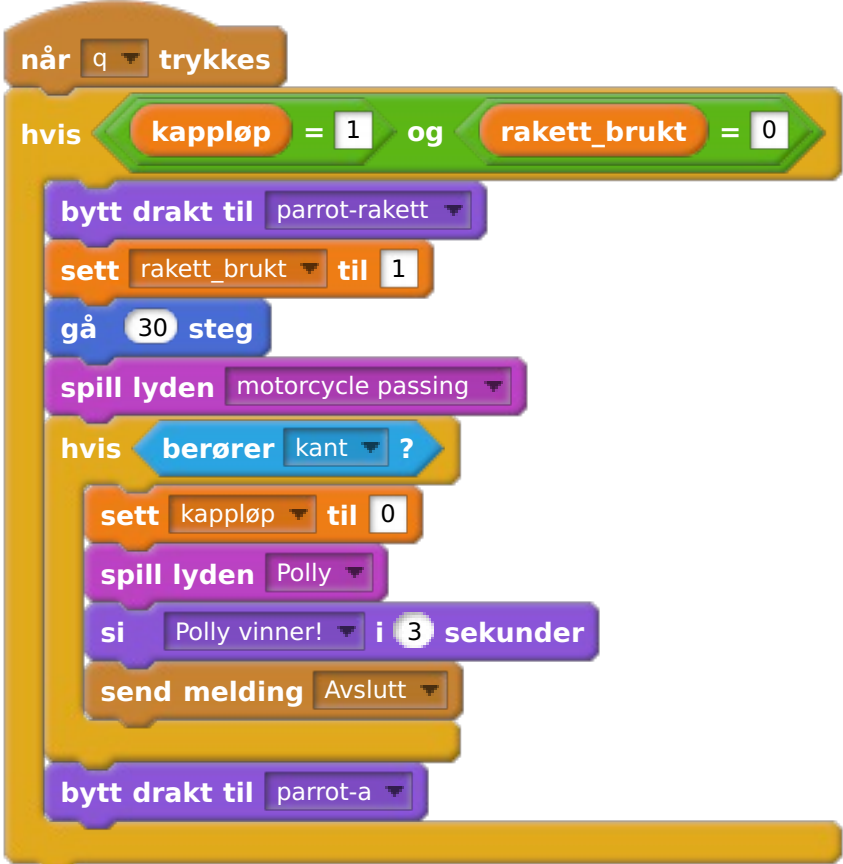 når q trykkes
hvis kappløp = 1 og rakett_brukt = 0
bytt drakt til parrot-rakett
sett rakett_brukt til 1
gå 30 steg
spill lyden motorcycle passing
hvis berører kant ?
sett kappløp til 0
spill lyden Polly
si Polly vinner! i 3 sekunder
send melding Avslutt
bytt drakt til parrot-a